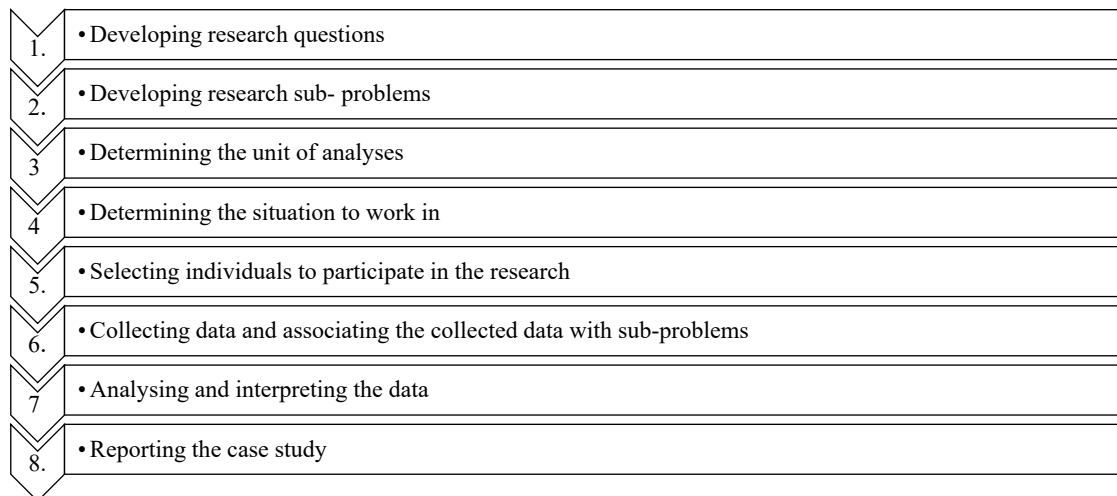 1. • Developing research questions
2. • Developing research sub- problems
3 • Determining the unit of analyses
4 • Determining the situation to work in
5. • Selecting individuals to participate in the research
6. • Collecting data and associating the collected data with sub-problems
7 • Analysing and interpreting the data
8. • Reporting the case study